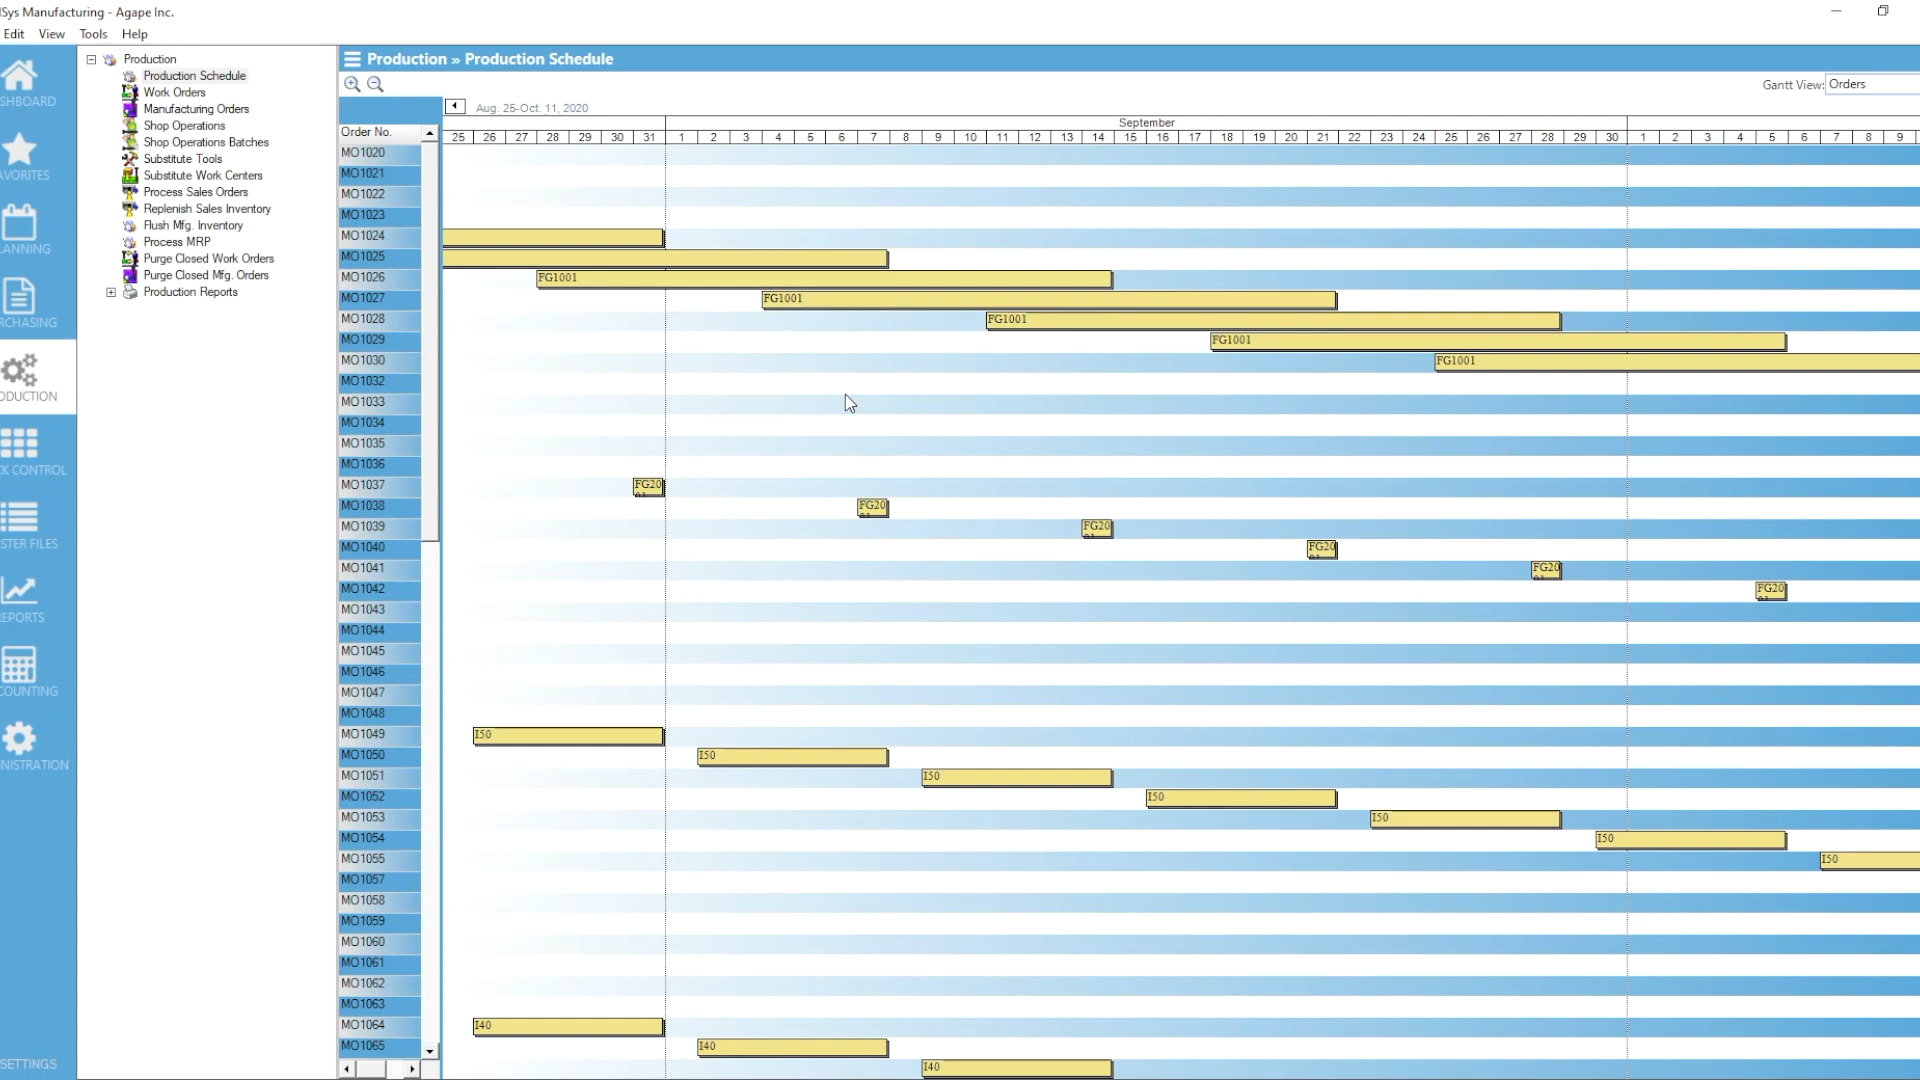 Sys Manufacturing - Agape Inc.
Edit View Tools Help
SHBOARD
AVORITES
ANNING
RCHASING
ODUCTION
CK CONTROL
STER FILES
EPORTS
COUNTING
NISTRATION
SETTINGS
Production
Production Schedule
Work Orders
Manufacturing Orders
Shop Operations
Shop Operations Batches
Substitute Tools
Substitute Work Centers
Process Sales Orders
Replenish Sales Inventory
Flush Mfg. Inventory
Process MRP
Purge Closed Work Orders
Purge Closed Mfg. Orders
Production Reports
Production » Production Schedule
Gantt View: Orders
Aug. 25-Oct. 11, 2020
September
Order No. 25 26 27 28 29 30 31 1 2 3 4 5 6 7 8 9 10 11 12 13 14 15 16 17 18 19 20 21 22 23 24 25 26 27 28 29 30 1 2 3 4 5 6 7 8 9
MO1020
MO1021
MO1022
MO1023
MO1024
MO1025
MO1026 FG1001
MO1027 FG1001
MO1028 FG1001
MO1029 FG1001
MO1030 FG1001
MO1032
MO1033
MO1034
MO1035
MO1036
MO1037 FG20
MO1038 FG20
MO1039 FG20
MO1040 FG20
MO1041 FG20
MO1042 FG20
MO1043
MO1044
MO1045
MO1046
MO1047
MO1048
MO1049 I50
MO1050 I50
MO1051 I50
MO1052 I50
MO1053 I50
MO1054 I50
MO1055 I50
MO1057
MO1058
MO1059
MO1060
MO1061
MO1062
MO1063
MO1064 I40
MO1065 I40
I40